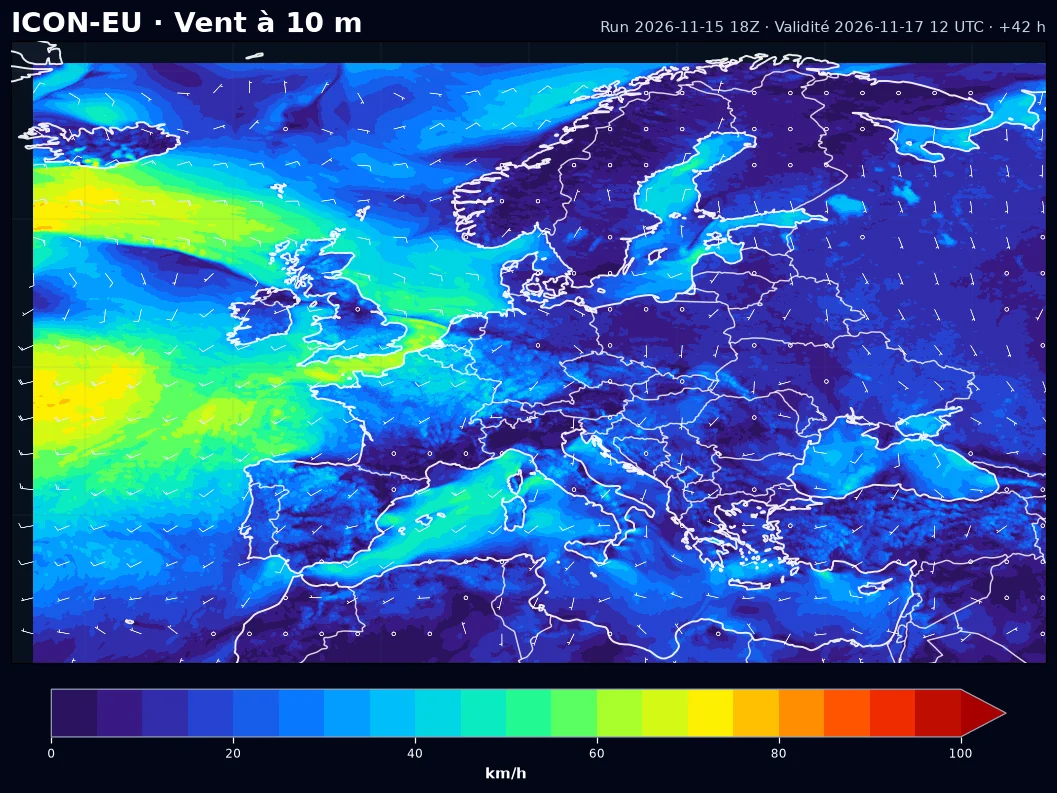 ICON-EU · Vent à 10 m
Run 2026-11-15 18Z · Validité 2026-11-17 12 UTC · +42 h
0 20 40 60 80 100
km/h